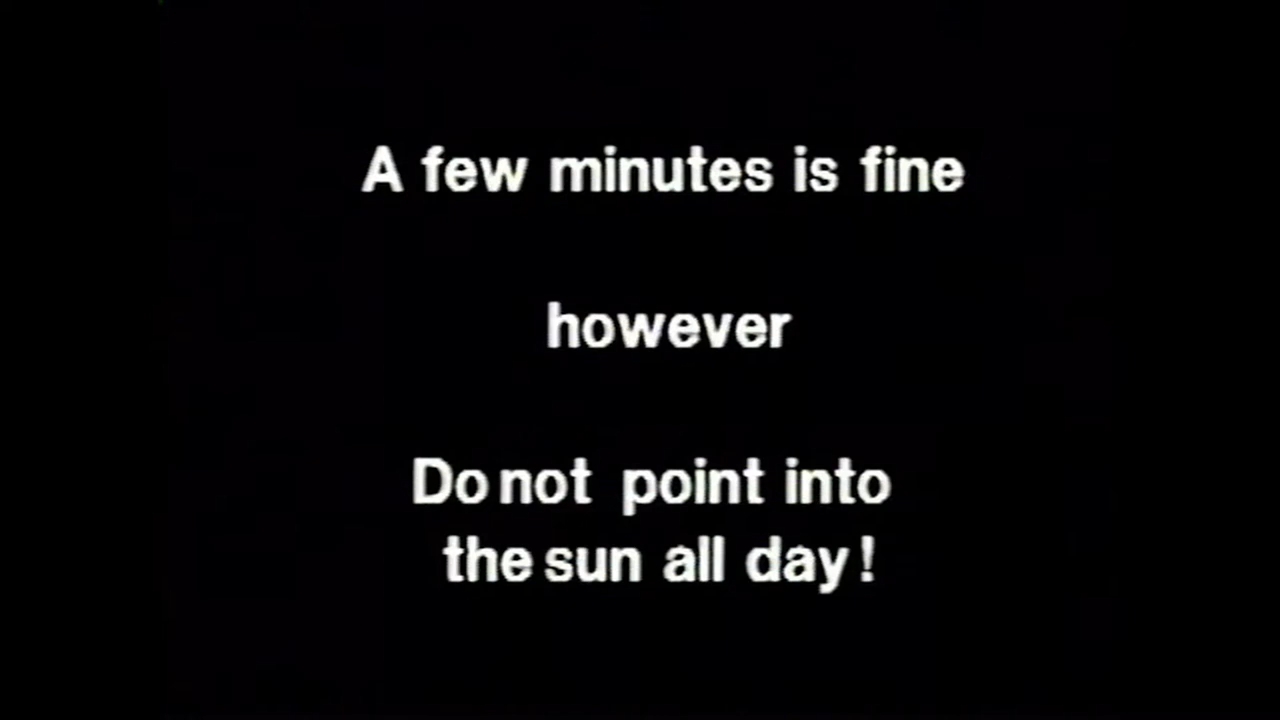 A few minutes is fine
however
Do not point into
the sun all day!